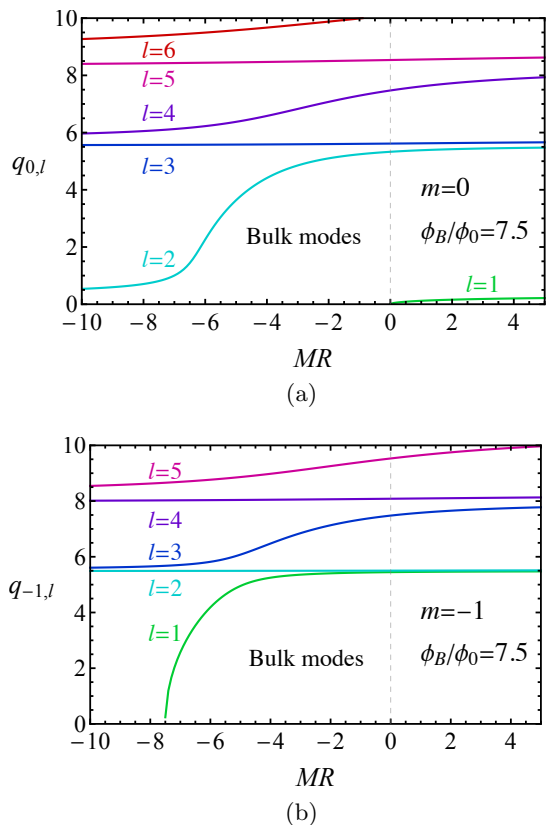 10
8
6
4
2
0
q0,l
l=6
l=5
l=4
l=3
l=2
l=1
Bulk modes
m=0
ϕB/ϕ0=7.5
−10 −8 −6 −4 −2 0 2 4
MR
(a)
10
8
6
4
2
0
q−1,l
l=5
l=4
l=3
l=2
l=1
Bulk modes
m=−1
ϕB/ϕ0=7.5
−10 −8 −6 −4 −2 0 2 4
MR
(b)